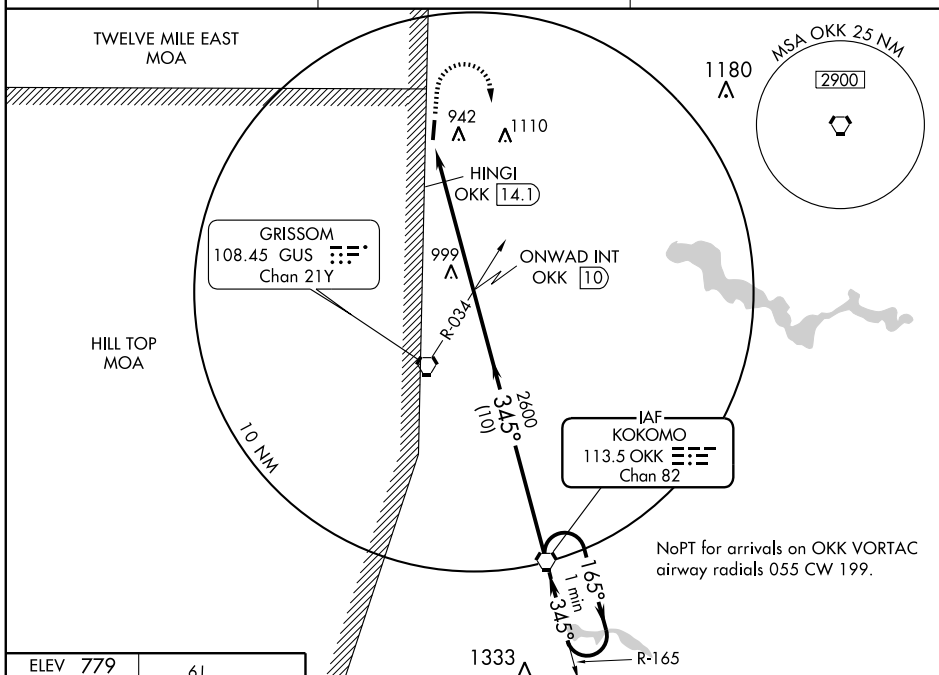 TWELVE MILE EAST
MOA
MSA OKK 25 NM
2900
1180
942
1110
HINGI
OKK 14.1
GRISSOM
108.45 GUS
Chan 21Y
999
ONWAD INT
OKK 10
R-034
HILL TOP
MOA
2600
345°
(10)
IAF
KOKOMO
113.5 OKK
Chan 82
10 NM
NoPT for arrivals on OKK VORTAC
airway radials 055 CW 199.
165°
1 min
345°
R-165
1333
ELEV 779